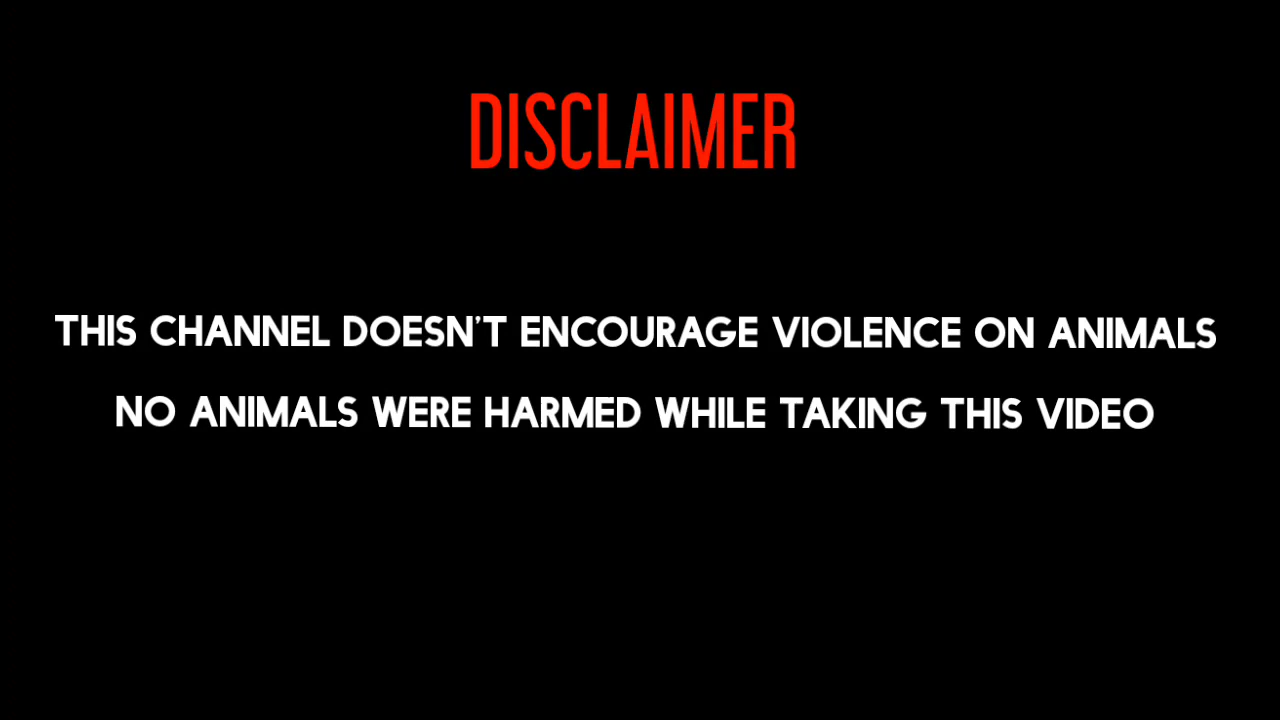 DISCLAIMER
THIS CHANNEL DOESN'T ENCOURAGE VIOLENCE ON ANIMALS
NO ANIMALS WERE HARMED WHILE TAKING THIS VIDEO